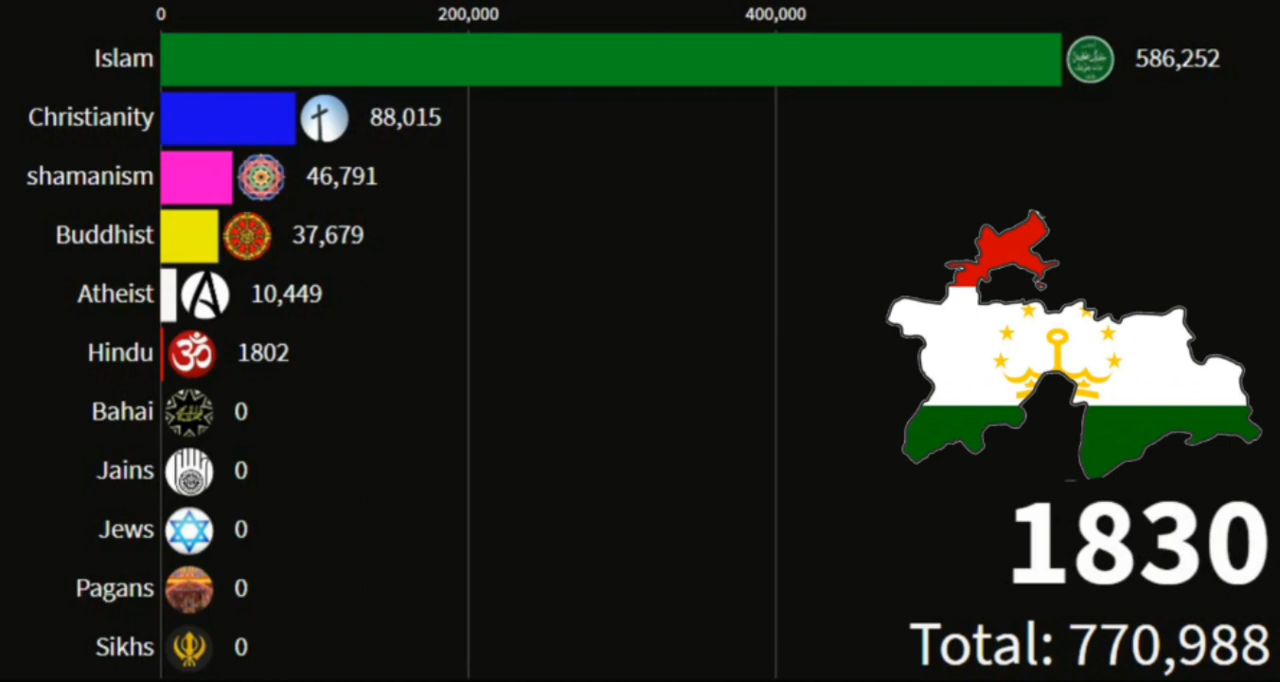 0 200,000 400,000
Islam 586,252
Christianity 88,015
shamanism 46,791
Buddhist 37,679
Atheist 10,449
Hindu 1802
Bahai 0
Jains 0
Jews 0
Pagans 0
Sikhs 0
1830
Total: 770,988